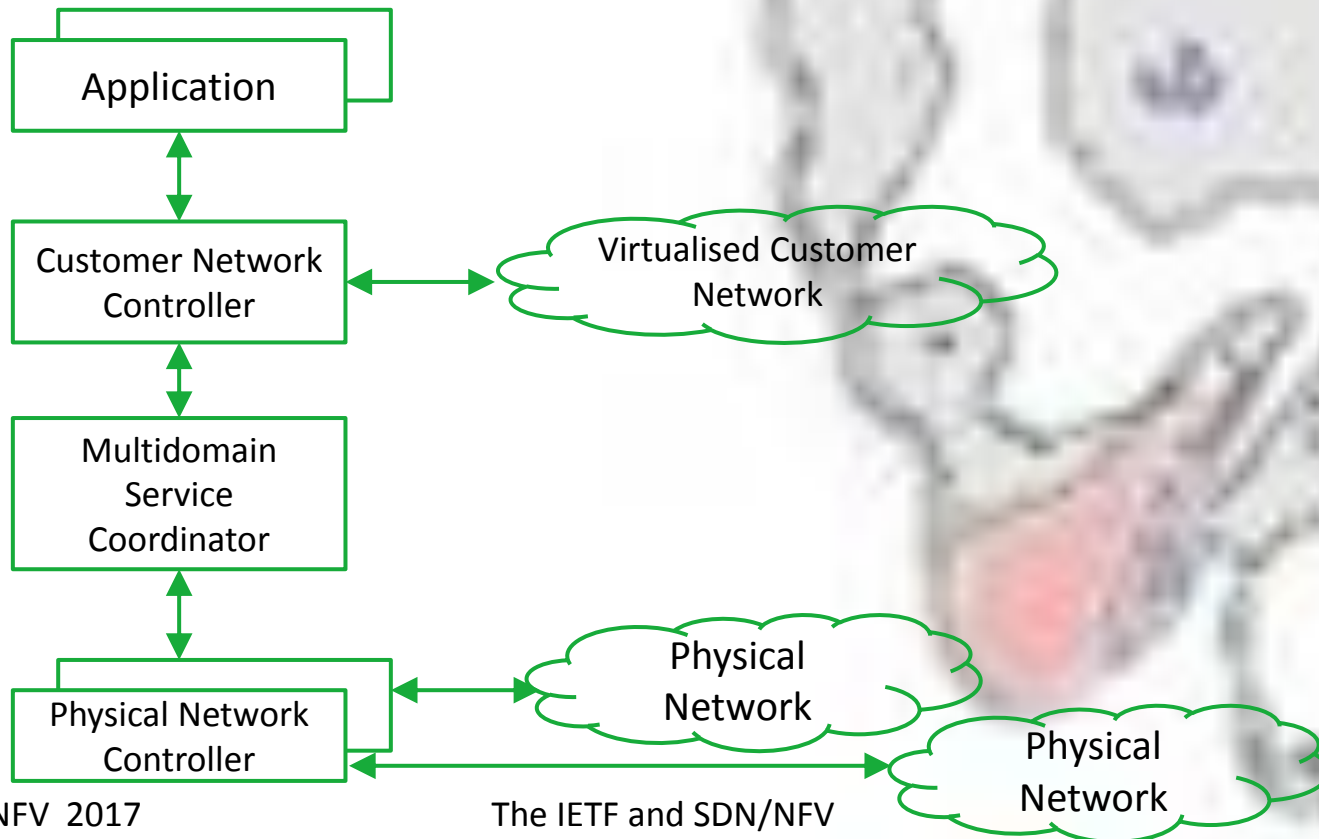 Application
Customer Network
Controller
Virtualised Customer
Network
Multidomain
Service
Coordinator
Physical
Network
Physical Network
Controller
Physical
Network
NFV 2017
The IETF and SDN/NFV